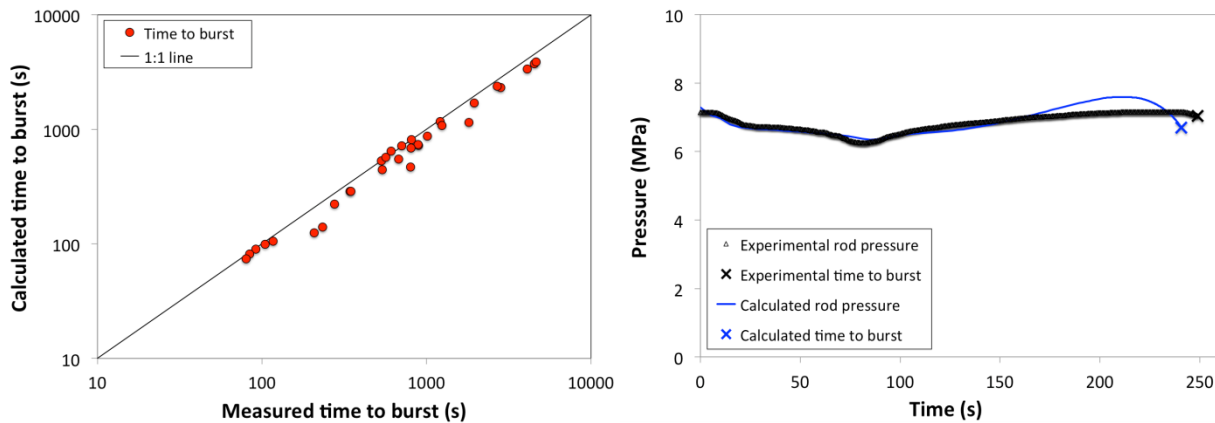 10000
1000
100
10
Calculated time to burst (s)
Time to burst
1:1 line
10
100
1000
10000
Measured time to burst (s)
10
8
6
4
2
0
Pressure (MPa)
Experimental rod pressure
Experimental time to burst
Calculated rod pressure
Calculated time to burst
0
50
100
150
200
250
Time (s)